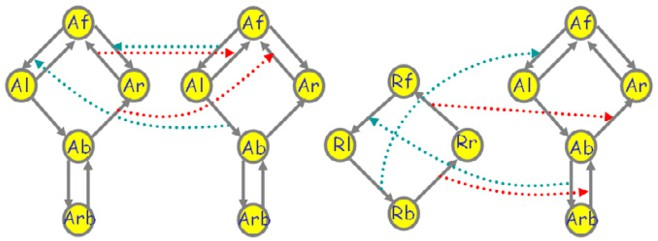 Af Af Af
Al Ar Al Ar Rf Al Ar
Ab Ab Rl Rr Ab
Arb Arb Rb Arb